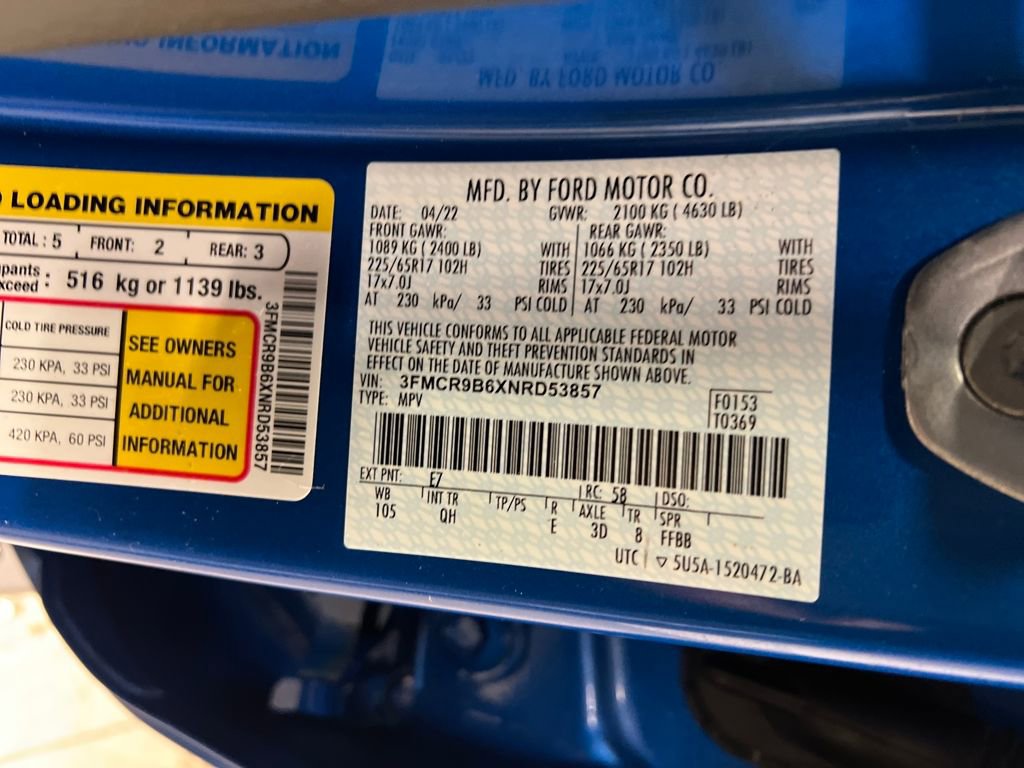 LOADING INFORMATION
TOTAL : 5 FRONT: 2 REAR: 3
pants
xceed : 516 kg or 1139 lbs.
COLD TIRE PRESSURE
230 KPA, 33 PSI
230 KPA, 33 PSI
420 KPA, 60 PSI
SEE OWNERS
MANUAL FOR
ADDITIONAL
INFORMATION
3FMCR9B6XNRD53857
MFD. BY FORD MOTOR CO.
DATE: 04/22 GVWR: 2100 KG ( 4630 LB)
FRONT GAWR: REAR GAWR:
1089 KG ( 2400 LB) WITH 1066 KG ( 2350 LB) WITH
225/65R17 102H TIRES 225/65R17 102H TIRES
17x7.0J RIMS 17x7.0J RIMS
AT 230 kPa/ 33 PSI COLD AT 230 kPa/ 33 PSI COLD
THIS VEHICLE CONFORMS TO ALL APPLICABLE FEDERAL MOTOR
VEHICLE SAFETY AND THEFT PREVENTION STANDARDS IN
EFFECT ON THE DATE OF MANUFACTURE SHOWN ABOVE.
VIN: 3FMCR9B6XNRD53857
TYPE: MPV
F0153
T0369
EXT PNT: E7 RC: 58 DSO:
WB INT TR TP/PS R AXLE TR SPR
105 QH E 3D 8 FFBB
UTC ▽ 5U5A-1520472-BA